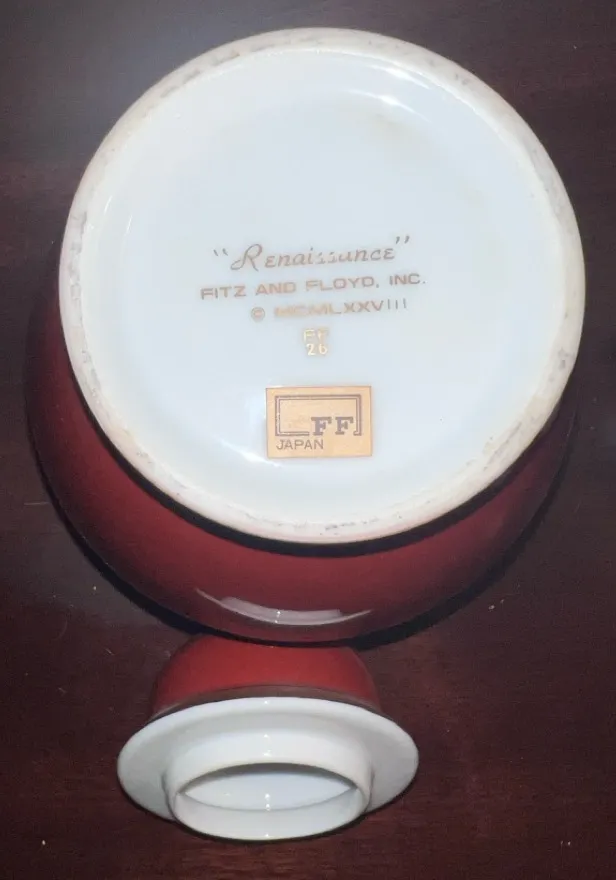 "Renaissance"
FITZ AND FLOYD, INC.
© MCMLXXVIII
FF
26
FF
JAPAN